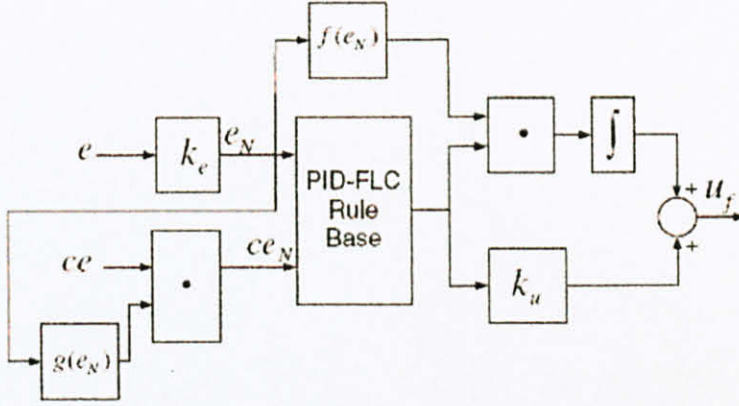 f(e_N)
e
k_e
e_N
PID-FLC
Rule
Base
•
∫
+
u_f
+
ce
•
ce_N
k_u
g(e_N)